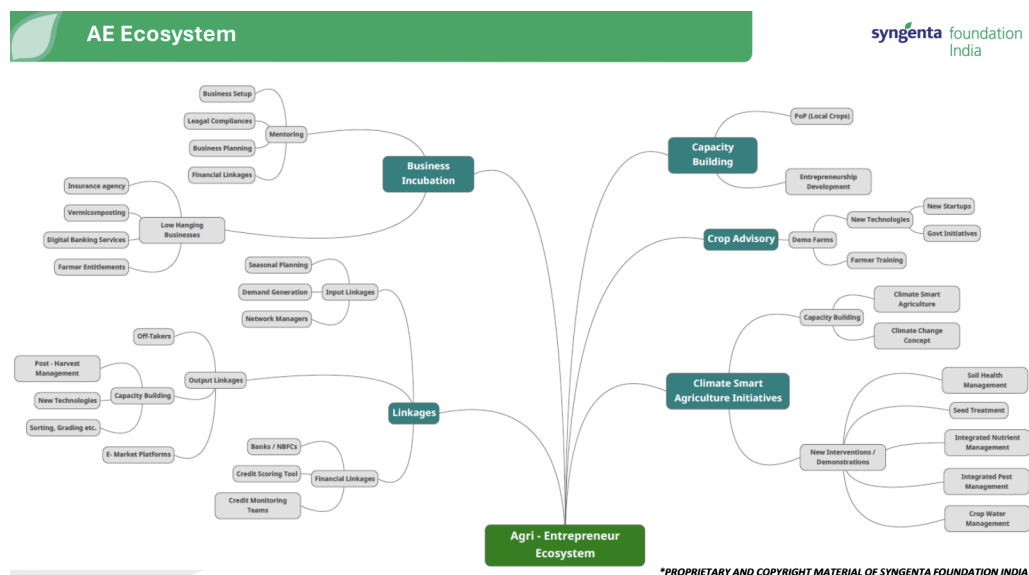 AE Ecosystem
syngenta foundation
India
Business Setup
Leagal Compliances
Business Planning
Financial Linkages
Mentoring
Business
Incubation
Insurance agency
Vermicomposting
Digital Banking Services
Farmer Entitlements
Low Hanging
Businesses
Seasonal Planning
Demand Generation
Network Managers
Input Linkages
Off-Takers
Post - Harvest
Management
New Technologies
Sorting, Grading etc.
Capacity Building
Output Linkages
E- Market Platforms
Linkages
Banks / NBFCs
Credit Scoring Tool
Credit Monitoring
Teams
Financial Linkages
Capacity
Building
PoP (Local Crops)
Entrepreneurship
Development
Crop Advisory
Demo Farms
New Technologies
New Startups
Govt Initiatives
Farmer Training
Climate Smart
Agriculture Initiatives
Capacity Building
Climate Smart
Agriculture
Climate Change
Concept
New Interventions /
Demonstrations
Soil Health
Management
Seed Treatment
Integrated Nutrient
Management
Integrated Pest
Management
Crop Water
Management
Agri - Entrepreneur
Ecosystem
*PROPRIETARY AND COPYRIGHT MATERIAL OF SYNGENTA FOUNDATION INDIA